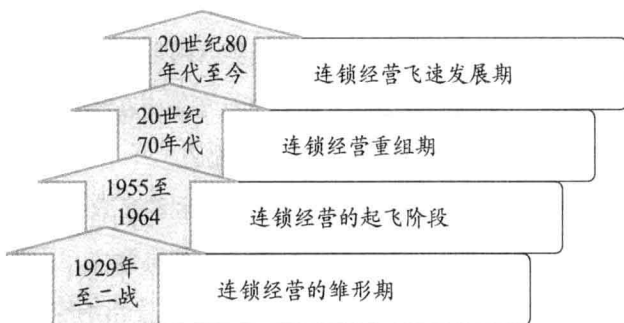 20世纪80
年代至今
连锁经营飞速发展期
20世纪
70年代
连锁经营重组期
1955至
1964
连锁经营的起飞阶段
1929年
至二战
连锁经营的雏形期